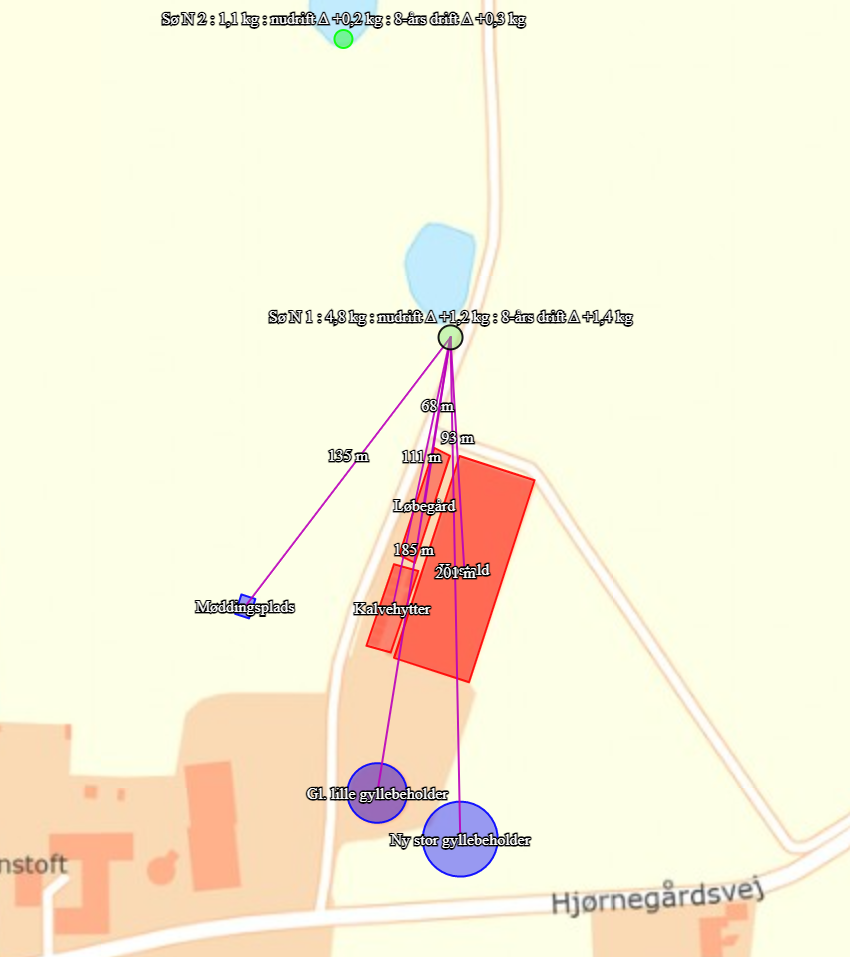 Sø N 2 : 1,1 kg : nudrift Δ +0,2 kg : 8-års drift Δ +0,3 kg
Sø N 1 : 4,8 kg : nudrift Δ +1,2 kg : 8-års drift Δ +1,4 kg
68 m
93 m
135 m
111 m
Løbegård
185 m
201 m
Møddingsplads
Kalvehytter
Gl. lille gyllebeholder
Ny stor gyllebeholder
nstoft
Hjørnegårdsvej